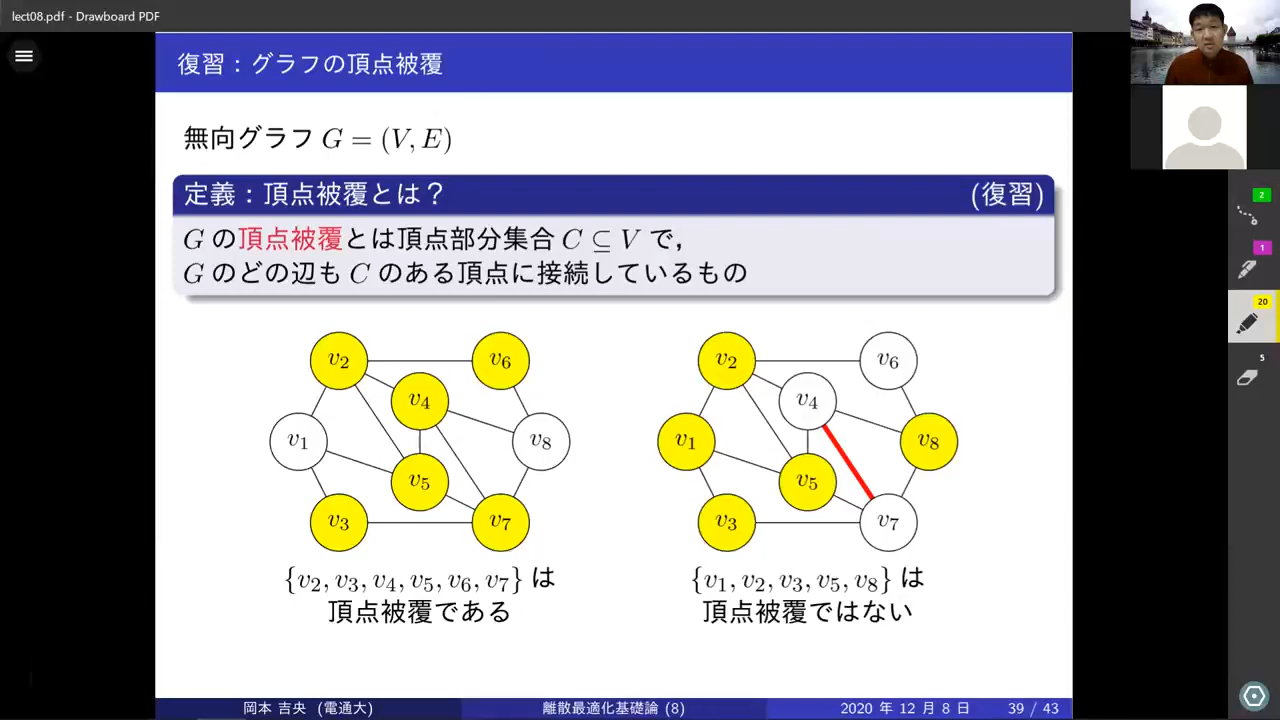 lect08.pdf - Drawboard PDF
復習:グラフの頂点被覆
無向グラフ G = (V, E)
定義:頂点被覆とは? (復習)
G の頂点被覆とは頂点部分集合 C ⊆ V で,
G のどの辺も C のある頂点に接続しているもの
v2 v6
v4
v1 v8
v5
v3 v7
{v2, v3, v4, v5, v6, v7} は
頂点被覆である
v2 v6
v4
v1 v8
v5
v3 v7
{v1, v2, v3, v5, v8} は
頂点被覆ではない
2
1
20
5
岡本 吉央 (電通大) 離散最適化基礎論 (8) 2020 年 12 月 8 日 39 / 43